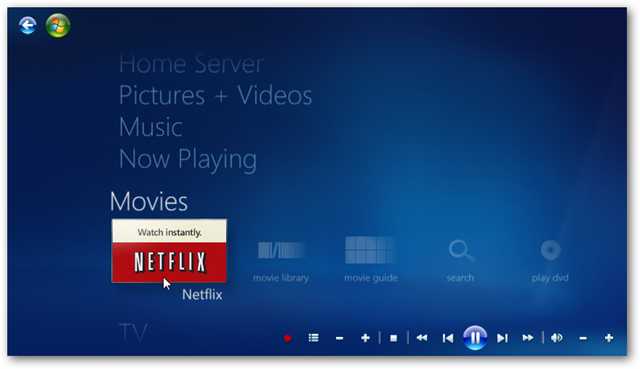 Home Server
Pictures + Videos
Music
Now Playing
Movies
Watch instantly.
NETFLIX
movie library
movie guide
search
play dvd
Netflix
TV